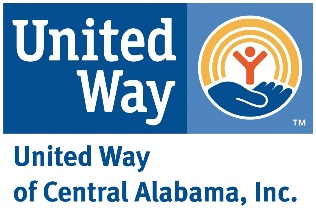 United
Way
TM
United Way
of Central Alabama, Inc.